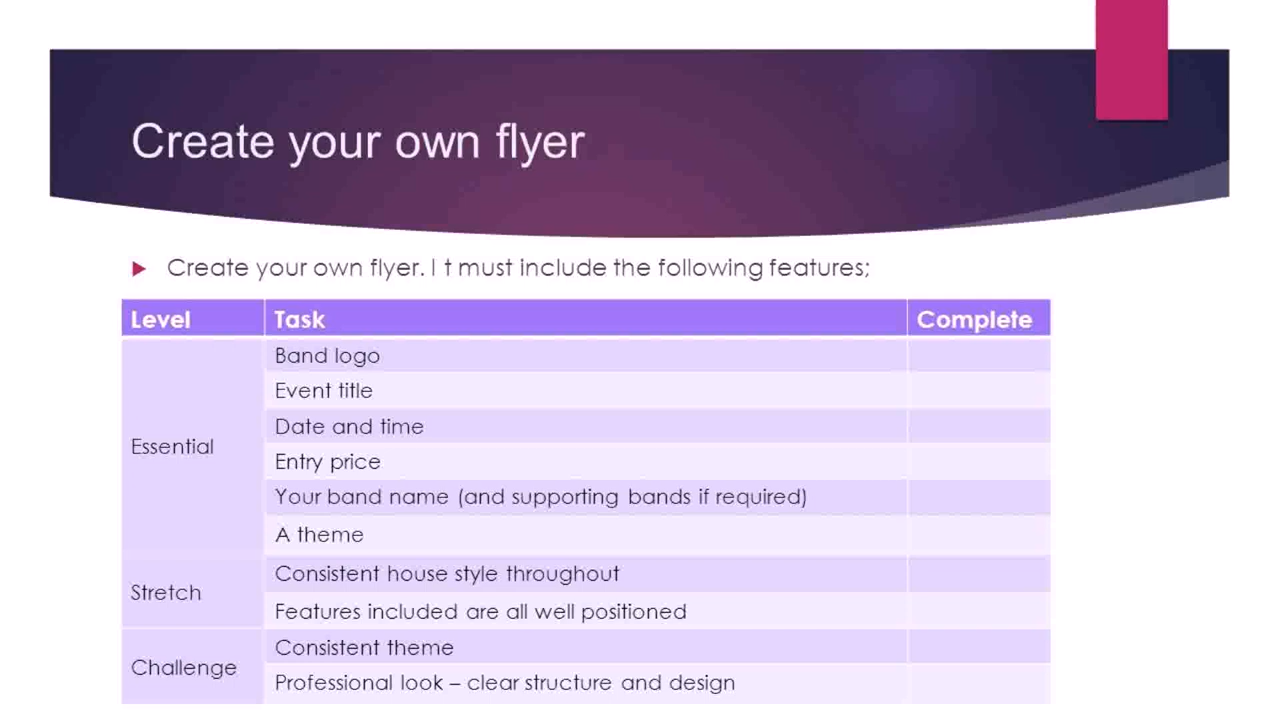 Create your own flyer
Create your own flyer. I t must include the following features;
Level Task Complete
Band logo
Event title
Date and time
Essential
Entry price
Your band name (and supporting bands if required)
A theme
Consistent house style throughout
Stretch
Features included are all well positioned
Consistent theme
Challenge
Professional look – clear structure and design